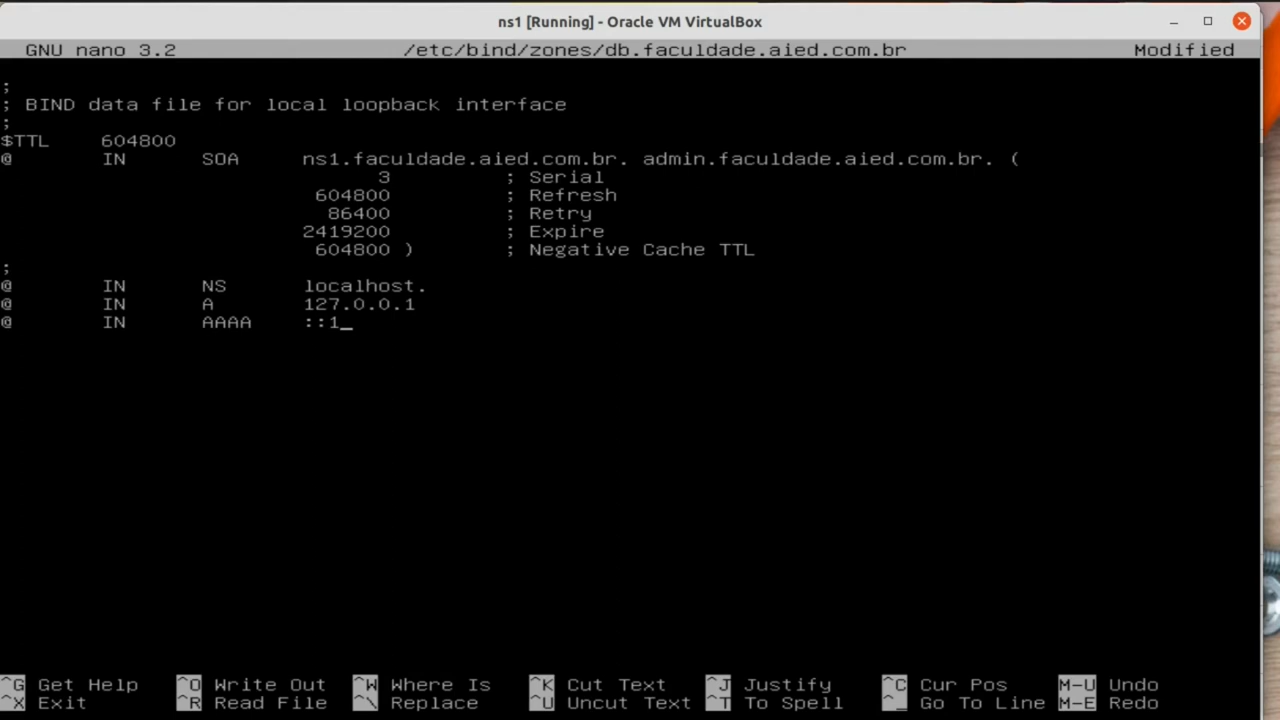 ns1 [Running] - Oracle VM VirtualBox
GNU nano 3.2 /etc/bind/zones/db.faculdade.aied.com.br Modified
;
; BIND data file for local loopback interface
;
$TTL 604800
@ IN SOA ns1.faculdade.aied.com.br. admin.faculdade.aied.com.br. (
3 ; Serial
604800 ; Refresh
86400 ; Retry
2419200 ; Expire
604800 ) ; Negative Cache TTL
;
@ IN NS localhost.
@ IN A 127.0.0.1
@ IN AAAA ::1_
^G Get Help ^O Write Out ^W Where Is ^K Cut Text ^J Justify ^C Cur Pos M-U Undo
^X Exit ^R Read File ^\ Replace ^U Uncut Text ^T To Spell ^_ Go To Line M-E Redo